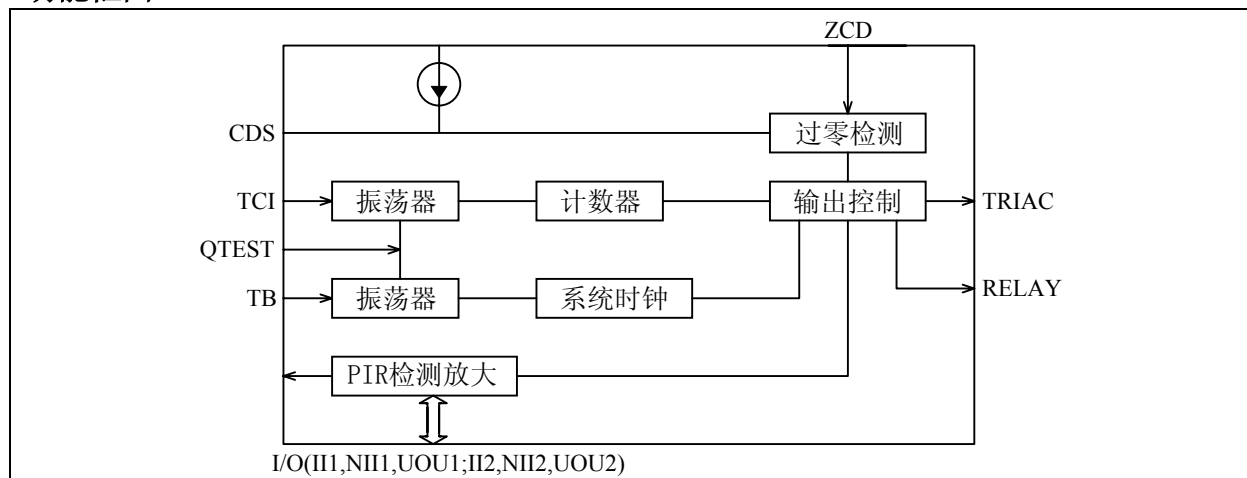 ZCD
CDS
过零检测
TCI
振荡器
计数器
输出控制
TRIAC
QTEST
TB
振荡器
系统时钟
RELAY
PIR检测放大
I/O(II1,NII1,UOU1;II2,NII2,UOU2)